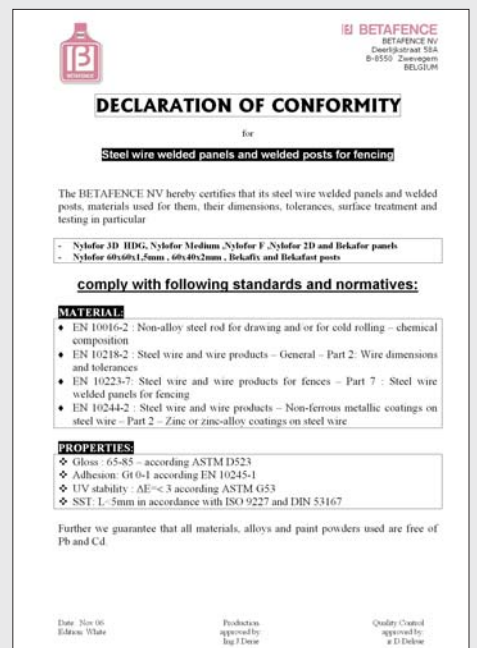 BETAFENCE
BETAFENCE
BETAFENCE NV
Deerlijkstraat 58A
B-8550 Zwevegem
BELGIUM
DECLARATION OF CONFORMITY
for
Steel wire welded panels and welded posts for fencing
The BETAFENCE NV hereby certifies that its steel wire welded panels and welded
posts, materials used for them, their dimensions, tolerances, surface treatment and
testing in particular
- Nylofor 3D HDG, Nylofor Medium ,Nylofor F ,Nylofor 2D and Bekafor panels
- Nylofor 60x60x1,5mm , 60x40x2mm , Bekafix and Bekafast posts
comply with following standards and normatives:
MATERIAL:
♦ EN 10016-2 : Non-alloy steel rod for drawing and or for cold rolling – chemical
composition
♦ EN 10218-2 : Steel wire and wire products – General – Part 2: Wire dimensions
and tolerances
♦ EN 10223-7: Steel wire and wire products for fences – Part 7 : Steel wire
welded panels for fencing
♦ EN 10244-2 : Steel wire and wire products – Non-ferrous metallic coatings on
steel wire – Part 2 – Zinc or zinc-alloy coatings on steel wire
PROPERTIES:
❖ Gloss : 65-85 – according ASTM D523
❖ Adhesion: Gt 0-1 according EN 10245-1
❖ UV stability : ΔE=< 3 according ASTM G53
❖ SST: L<5mm in accordance with ISO 9227 and DIN 53167
Further we guarantee that all materials, alloys and paint powders used are free of
Pb and Cd.
Date Nov 06
Edition White
Production
approved by
Ing J Derie
Quality Control
approved by